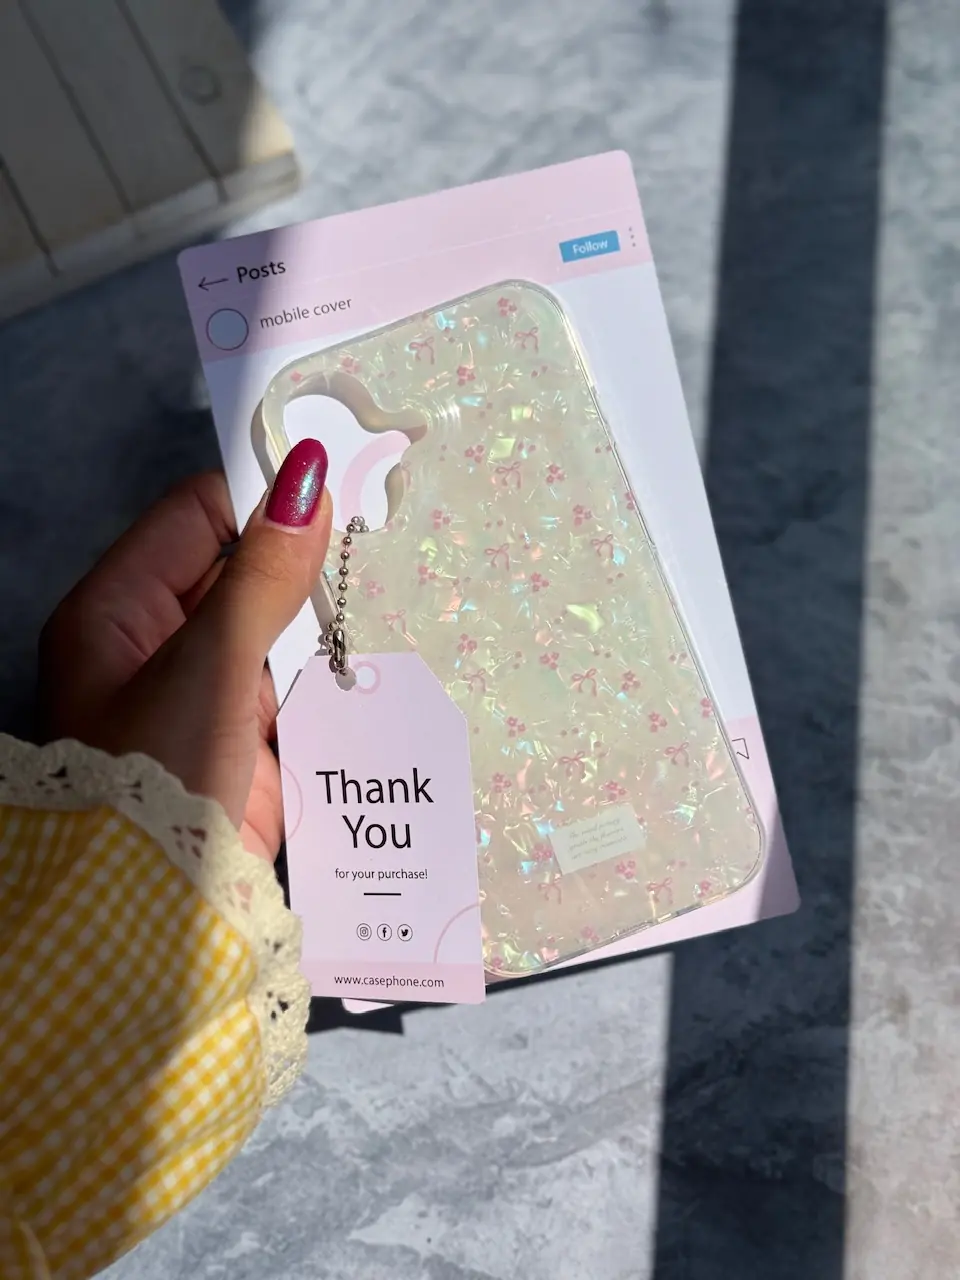 Posts
Follow
mobile cover
Thank
You
for your purchase!
www.casephone.com